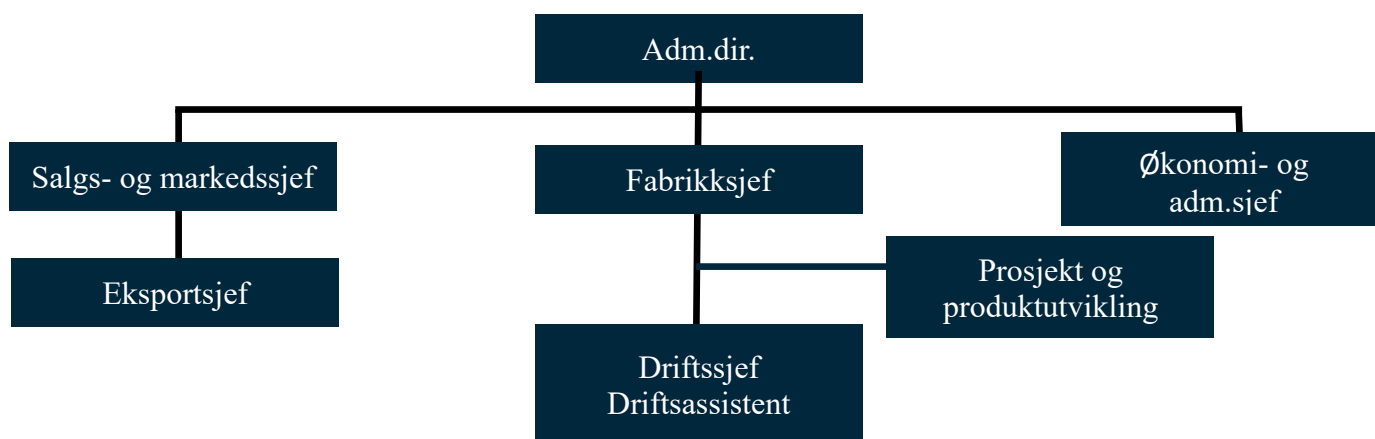 Adm.dir.
Salgs- og markedssjef
Fabrikksjef
Økonomi- og
adm.sjef
Eksportsjef
Prosjekt og
produktutvikling
Driftssjef
Driftsassistent